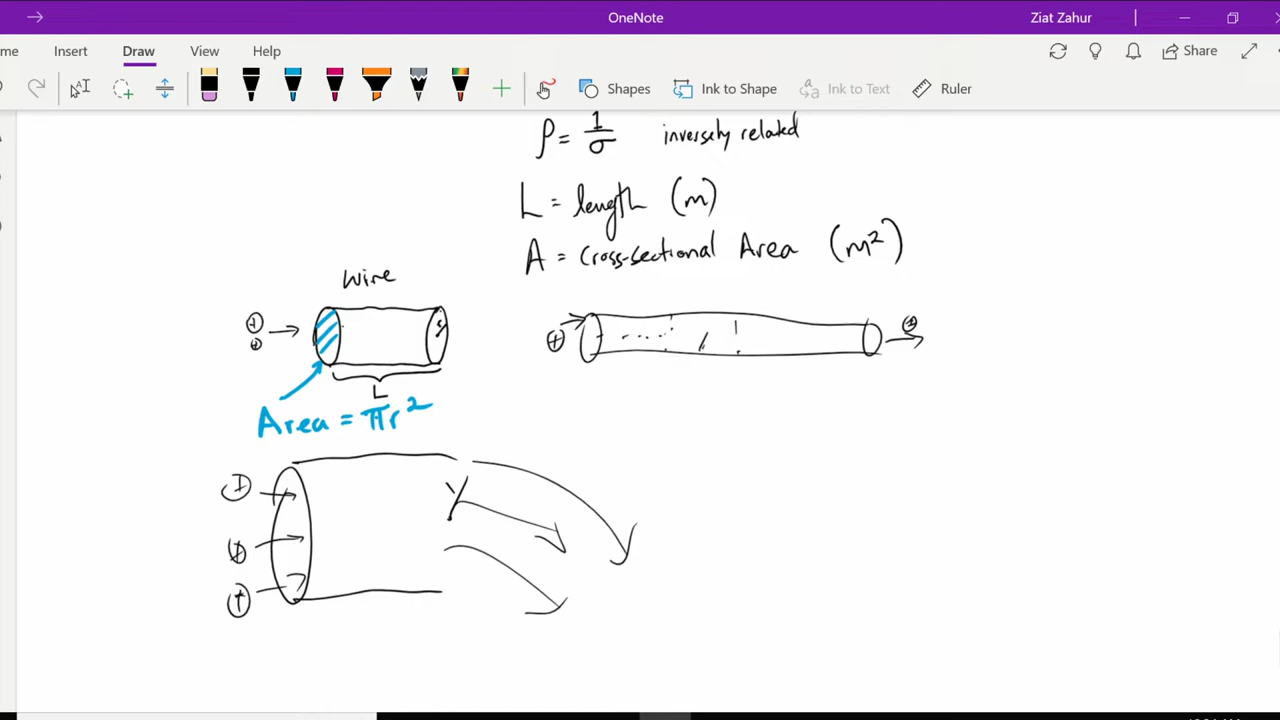 OneNote
Ziat Zahur
me Insert Draw View Help
Share
Shapes Ink to Shape Ink to Text Ruler
ρ = 1/σ inversely related
L = length (m)
A = cross-sectional Area (m²)
Wire
L
Area = πr²